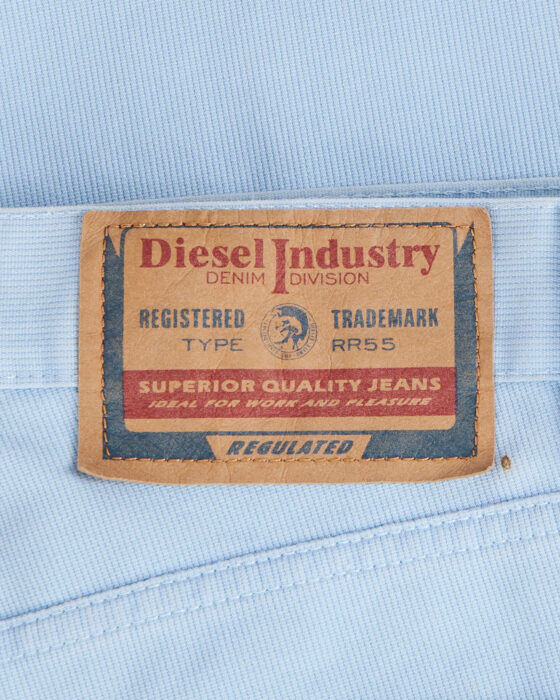 Diesel Industry
DENIM DIVISION
REGISTERED TRADEMARK
TYPE RR55
SUPERIOR QUALITY JEANS
IDEAL FOR WORK AND PLEASURE
REGULATED